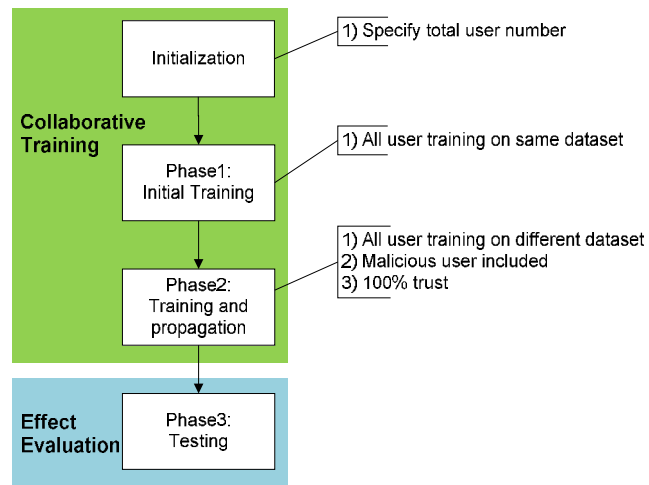 Initialization
1) Specify total user number
Collaborative
Training
Phase1:
Initial Training
1) All user training on same dataset
Phase2:
Training and
propagation
1) All user training on different dataset
2) Malicious user included
3) 100% trust
Effect
Evaluation
Phase3:
Testing